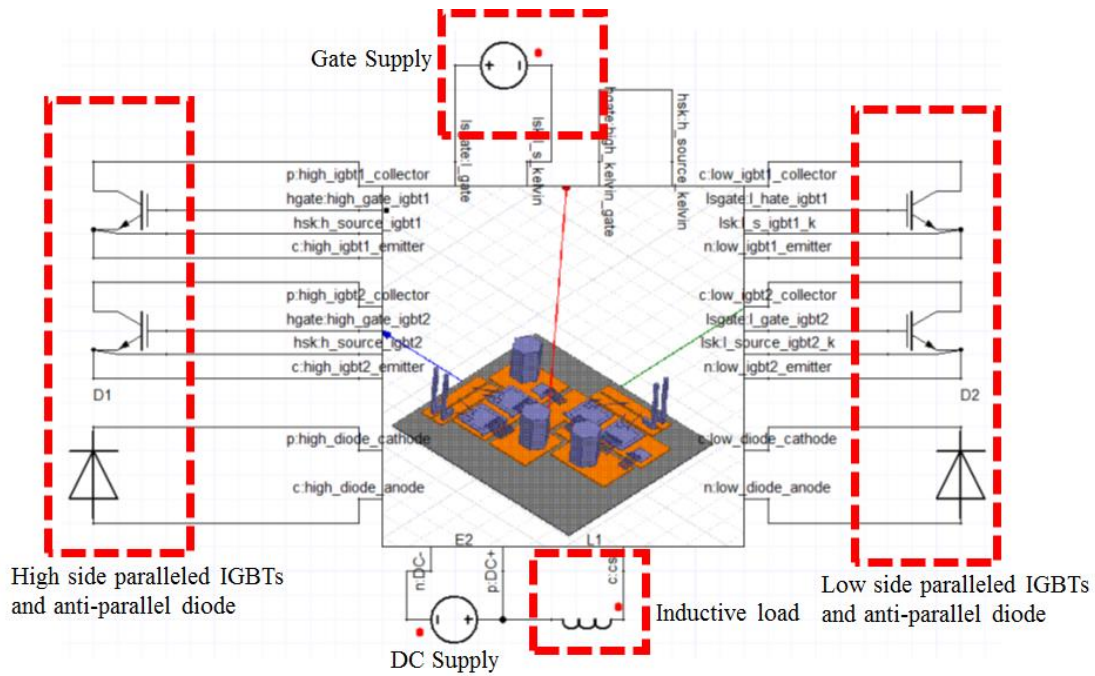 Gate Supply
+ -
lsgate:l_gate
lsk:l_s_kelvin
hgate:high_kelvin_gate
hsk:h_source_kelvin
p:high_igbt1_collector
hgate:high_gate_igbt1
hsk:h_source_igbt1
c:high_igbt1_emitter
p:high_igbt2_collector
hgate:high_gate_igbt2
hsk:h_source_igbt2
c:high_igbt2_emitter
D1
p:high_diode_cathode
c:high_diode_anode
c:low_igbt1_collector
lsgate:l_hate_igbt1
lsk:l_s_igbt1_k
n:low_igbt1_emitter
c:low_igbt2_collector
lsgate:l_gate_igbt2
lsk:l_source_igbt2_k
n:low_igbt2_emitter
D2
c:low_diode_cathode
n:low_diode_anode
High side paralleled IGBTs
and anti-parallel diode
E2
L1
n:DC-
p:DC+
- +
DC Supply
Inductive load
Low side paralleled IGBTs
and anti-parallel diode